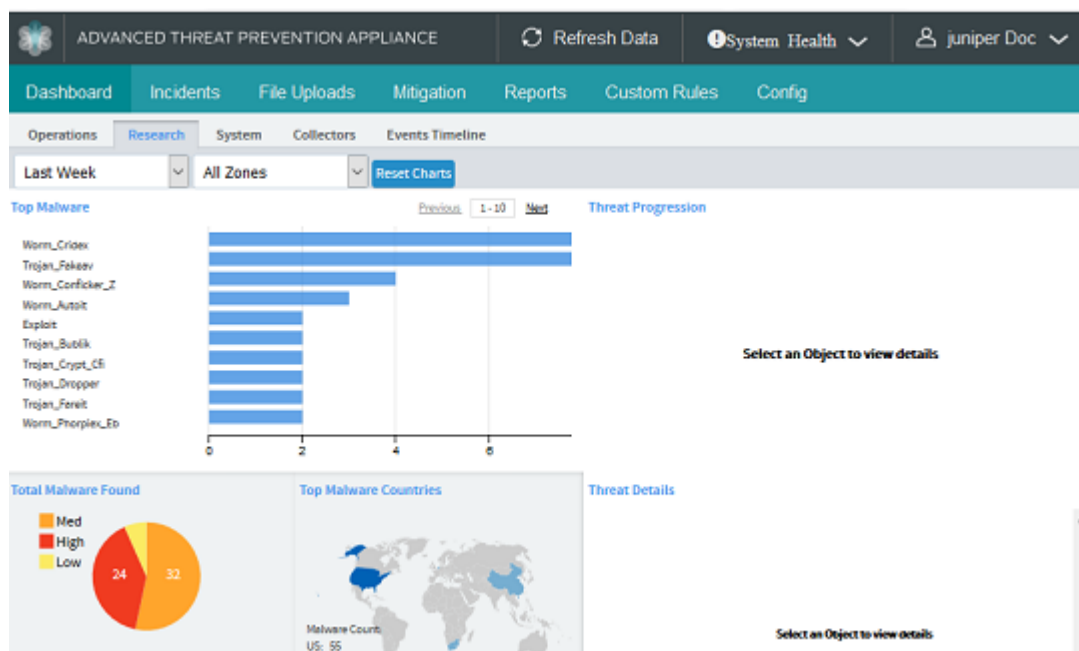 ADVANCED THREAT PREVENTION APPLIANCE Refresh Data System Health juniper Doc
Dashboard Incidents File Uploads Mitigation Reports Custom Rules Config
Operations Research System Collectors Events Timeline
Last Week All Zones Reset Charts
Top Malware Previous 1-10 Next Threat Progression
Worm_Cridex
Trojan_Fakeav
Worm_Conficker_Z
Worm_Autoit
Exploit
Trojan_Bublik
Trojan_Crypt_Cfi
Trojan_Dropper
Trojan_Fareit
Worm_Phorpiex_Eb
Select an Object to view details
0 2 4 6
Total Malware Found Top Malware Countries Threat Details
Med
High
Low
24 32
Malware Count:
US: 55
Select an Object to view details